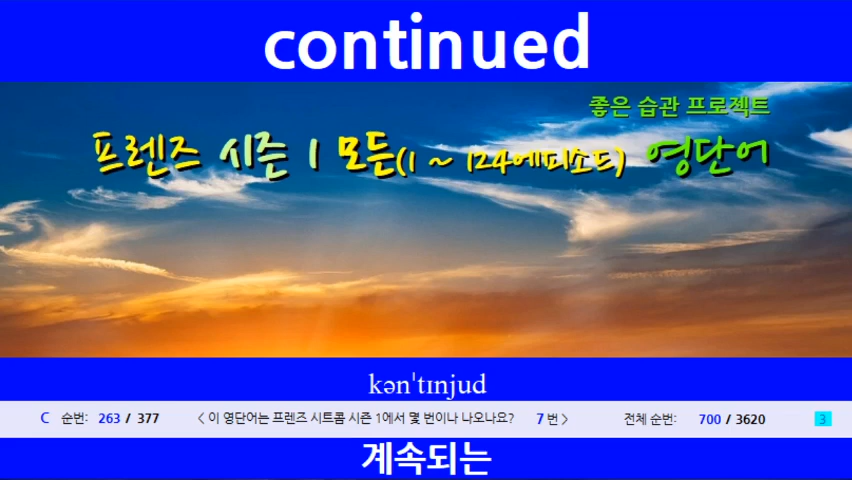 continued
좋은 습관 프로젝트
프렌즈 시즌 1 모든(1 ~ 124에피소드) 영단어
kənˈtɪnjud
C 순번: 263 / 377 < 이 영단어는 프렌즈 시트콤 시즌 1에서 몇 번이나 나오나요? 7 번 > 전체 순번: 700 / 3620 3
계속되는